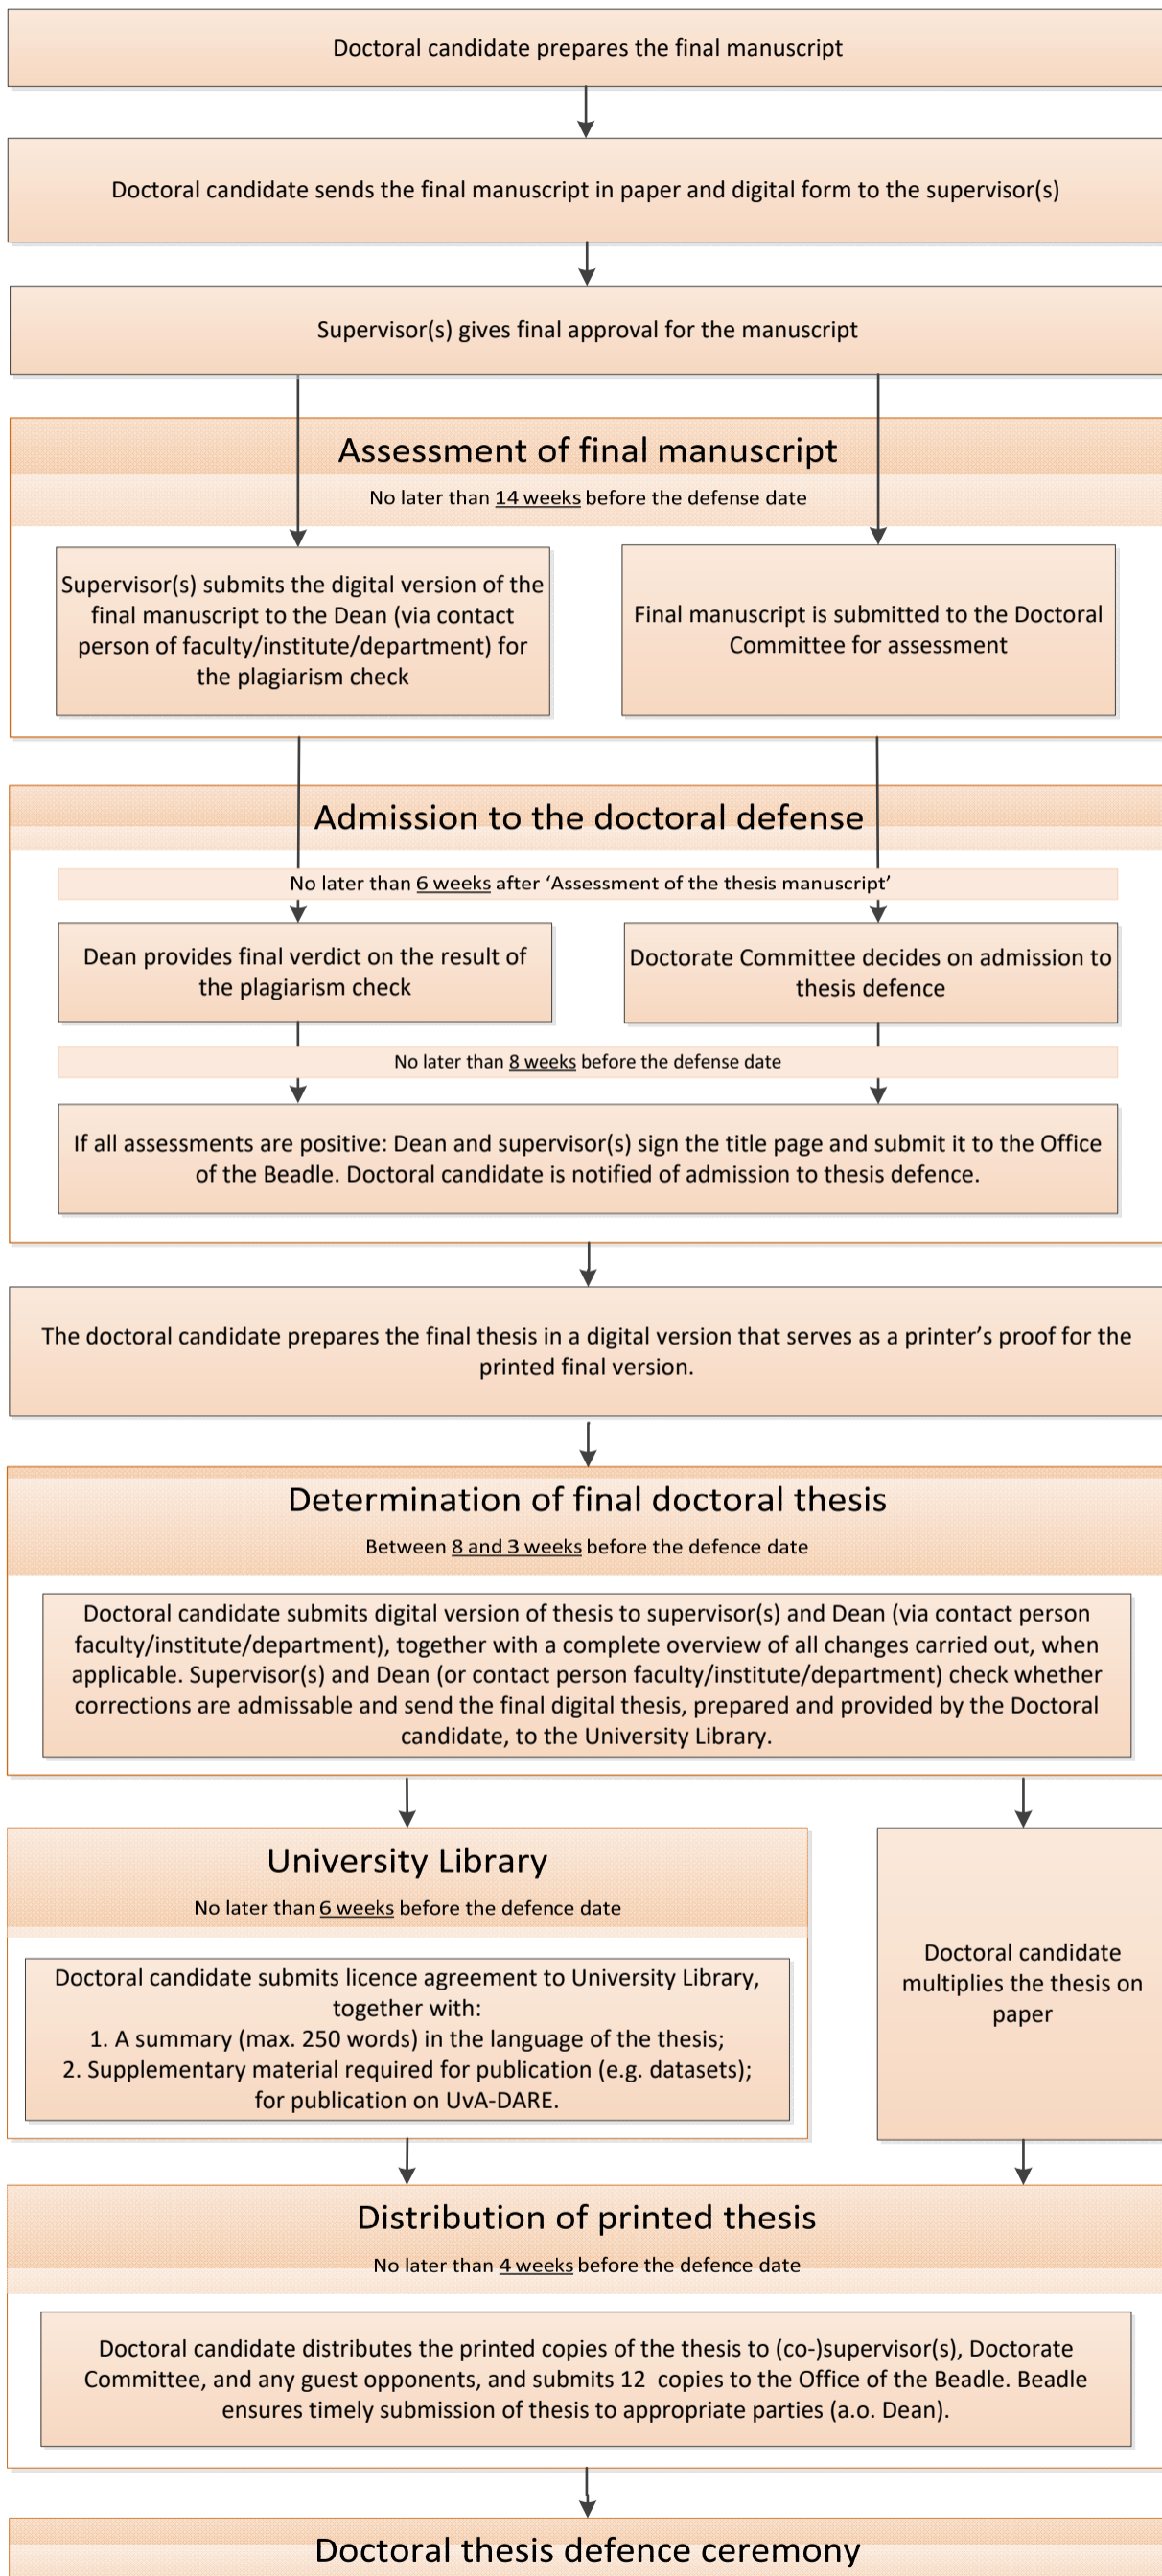 Doctoral candidate prepares the final manuscript
Doctoral candidate sends the final manuscript in paper and digital form to the supervisor(s)
Supervisor(s) gives final approval for the manuscript
Assessment of final manuscript
No later than 14 weeks before the defense date
Supervisor(s) submits the digital version of the
final manuscript to the Dean (via contact
person of faculty/institute/department) for
the plagiarism check
Final manuscript is submitted to the Doctoral
Committee for assessment
Admission to the doctoral defense
No later than 6 weeks after ‘Assessment of the thesis manuscript’
Dean provides final verdict on the result of
the plagiarism check
Doctorate Committee decides on admission to
thesis defence
No later than 8 weeks before the defense date
If all assessments are positive: Dean and supervisor(s) sign the title page and submit it to the Office
of the Beadle. Doctoral candidate is notified of admission to thesis defence.
The doctoral candidate prepares the final thesis in a digital version that serves as a printer’s proof for the
printed final version.
Determination of final doctoral thesis
Between 8 and 3 weeks before the defence date
Doctoral candidate submits digital version of thesis to supervisor(s) and Dean (via contact person
faculty/institute/department), together with a complete overview of all changes carried out, when
applicable. Supervisor(s) and Dean (or contact person faculty/institute/department) check whether
corrections are admissable and send the final digital thesis, prepared and provided by the Doctoral
candidate, to the University Library.
University Library
No later than 6 weeks before the defence date
Doctoral candidate submits licence agreement to University Library,
together with:
1. A summary (max. 250 words) in the language of the thesis;
2. Supplementary material required for publication (e.g. datasets);
for publication on UvA-DARE.
Doctoral candidate
multiplies the thesis on
paper
Distribution of printed thesis
No later than 4 weeks before the defence date
Doctoral candidate distributes the printed copies of the thesis to (co-)supervisor(s), Doctorate
Committee, and any guest opponents, and submits 12 copies to the Office of the Beadle. Beadle
ensures timely submission of thesis to appropriate parties (a.o. Dean).
Doctoral thesis defence ceremony